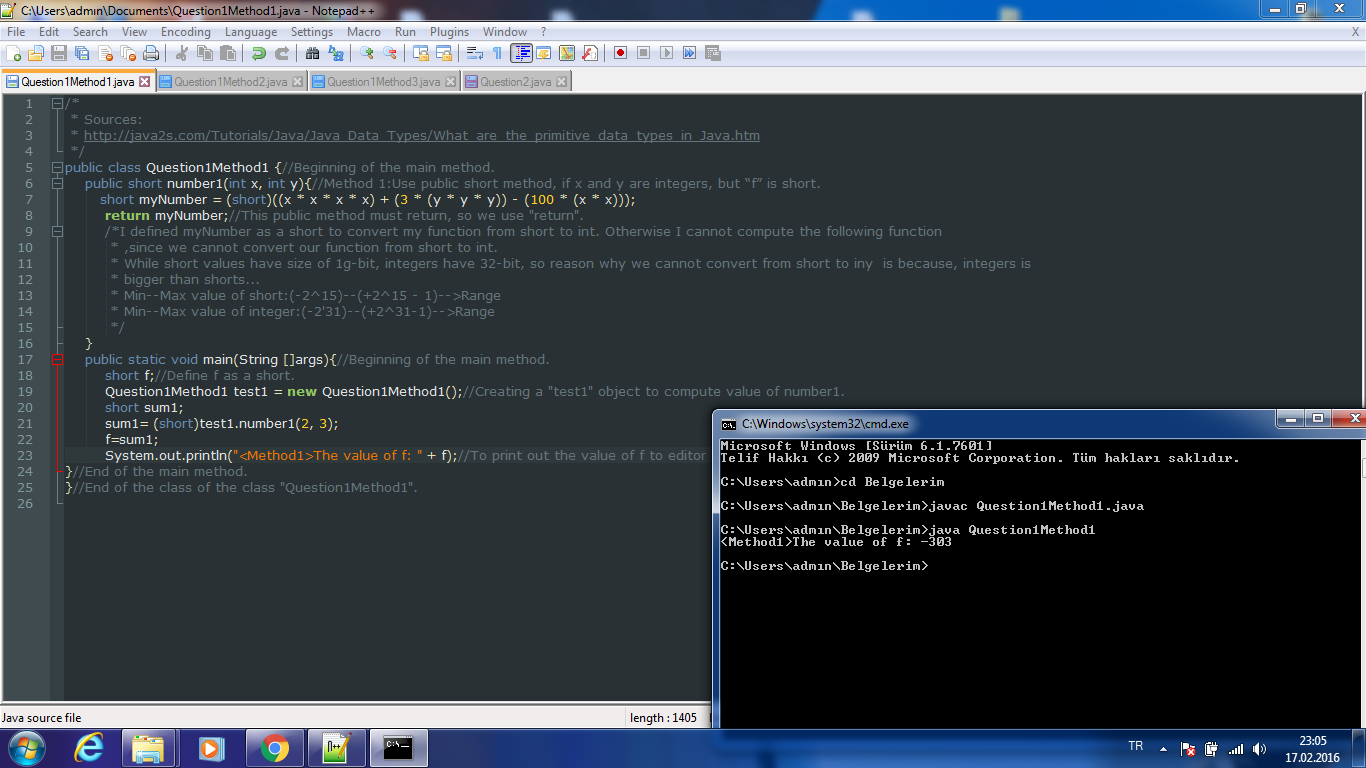 C:\Users\admın\Documents\Question1Method1.java - Notepad++
File Edit Search View Encoding Language Settings Macro Run Plugins Window ? X
Question1Method1.java Question1Method2.java Question1Method3.java Question2.java
1 /*
2 * Sources:
3 * http://java2s.com/Tutorials/Java/Java_Data_Types/What_are_the_primitive_data_types_in_Java.htm
4 */
5 public class Question1Method1 {//Beginning of the main method.
6 public short number1(int x, int y){//Method 1:Use public short method, if x and y are integers, but “f” is short.
7 short myNumber = (short)((x * x * x * x) + (3 * (y * y * y)) - (100 * (x * x)));
8 return myNumber;//This public method must return, so we use "return".
9 /*I defined myNumber as a short to convert my function from short to int. Otherwise I cannot compute the following function
10 * ,since we cannot convert our function from short to int.
11 * While short values have size of 1g-bit, integers have 32-bit, so reason why we cannot convert from short to iny  is because, integers is
12 * bigger than shorts...
13 * Min--Max value of short:(-2^15)--(+2^15 - 1)-->Range
14 * Min--Max value of integer:(-2'31)--(+2^31-1)-->Range
15 */
16 }
17 public static void main(String []args){//Beginning of the main method.
18 short f;//Define f as a short.
19 Question1Method1 test1 = new Question1Method1();//Creating a "test1" object to compute value of number1.
20 short sum1;
21 sum1= (short)test1.number1(2, 3);
22 f=sum1;
23 System.out.println("<Method1>The value of f: " + f);//To print out the value of f to editor
24 }//End of the main method.
25 }//End of the class of the class "Question1Method1".
26
C:\Windows\system32\cmd.exe
Microsoft Windows [Sürüm 6.1.7601]
Telif Hakkı <c> 2009 Microsoft Corporation. Tüm hakları saklıdır.
C:\Users\admın>cd Belgelerim
C:\Users\admın\Belgelerim>javac Question1Method1.java
C:\Users\admın\Belgelerim>java Question1Method1
<Method1>The value of f: -303
C:\Users\admın\Belgelerim>
Java source file length : 1405
TR 23:05
17.02.2016